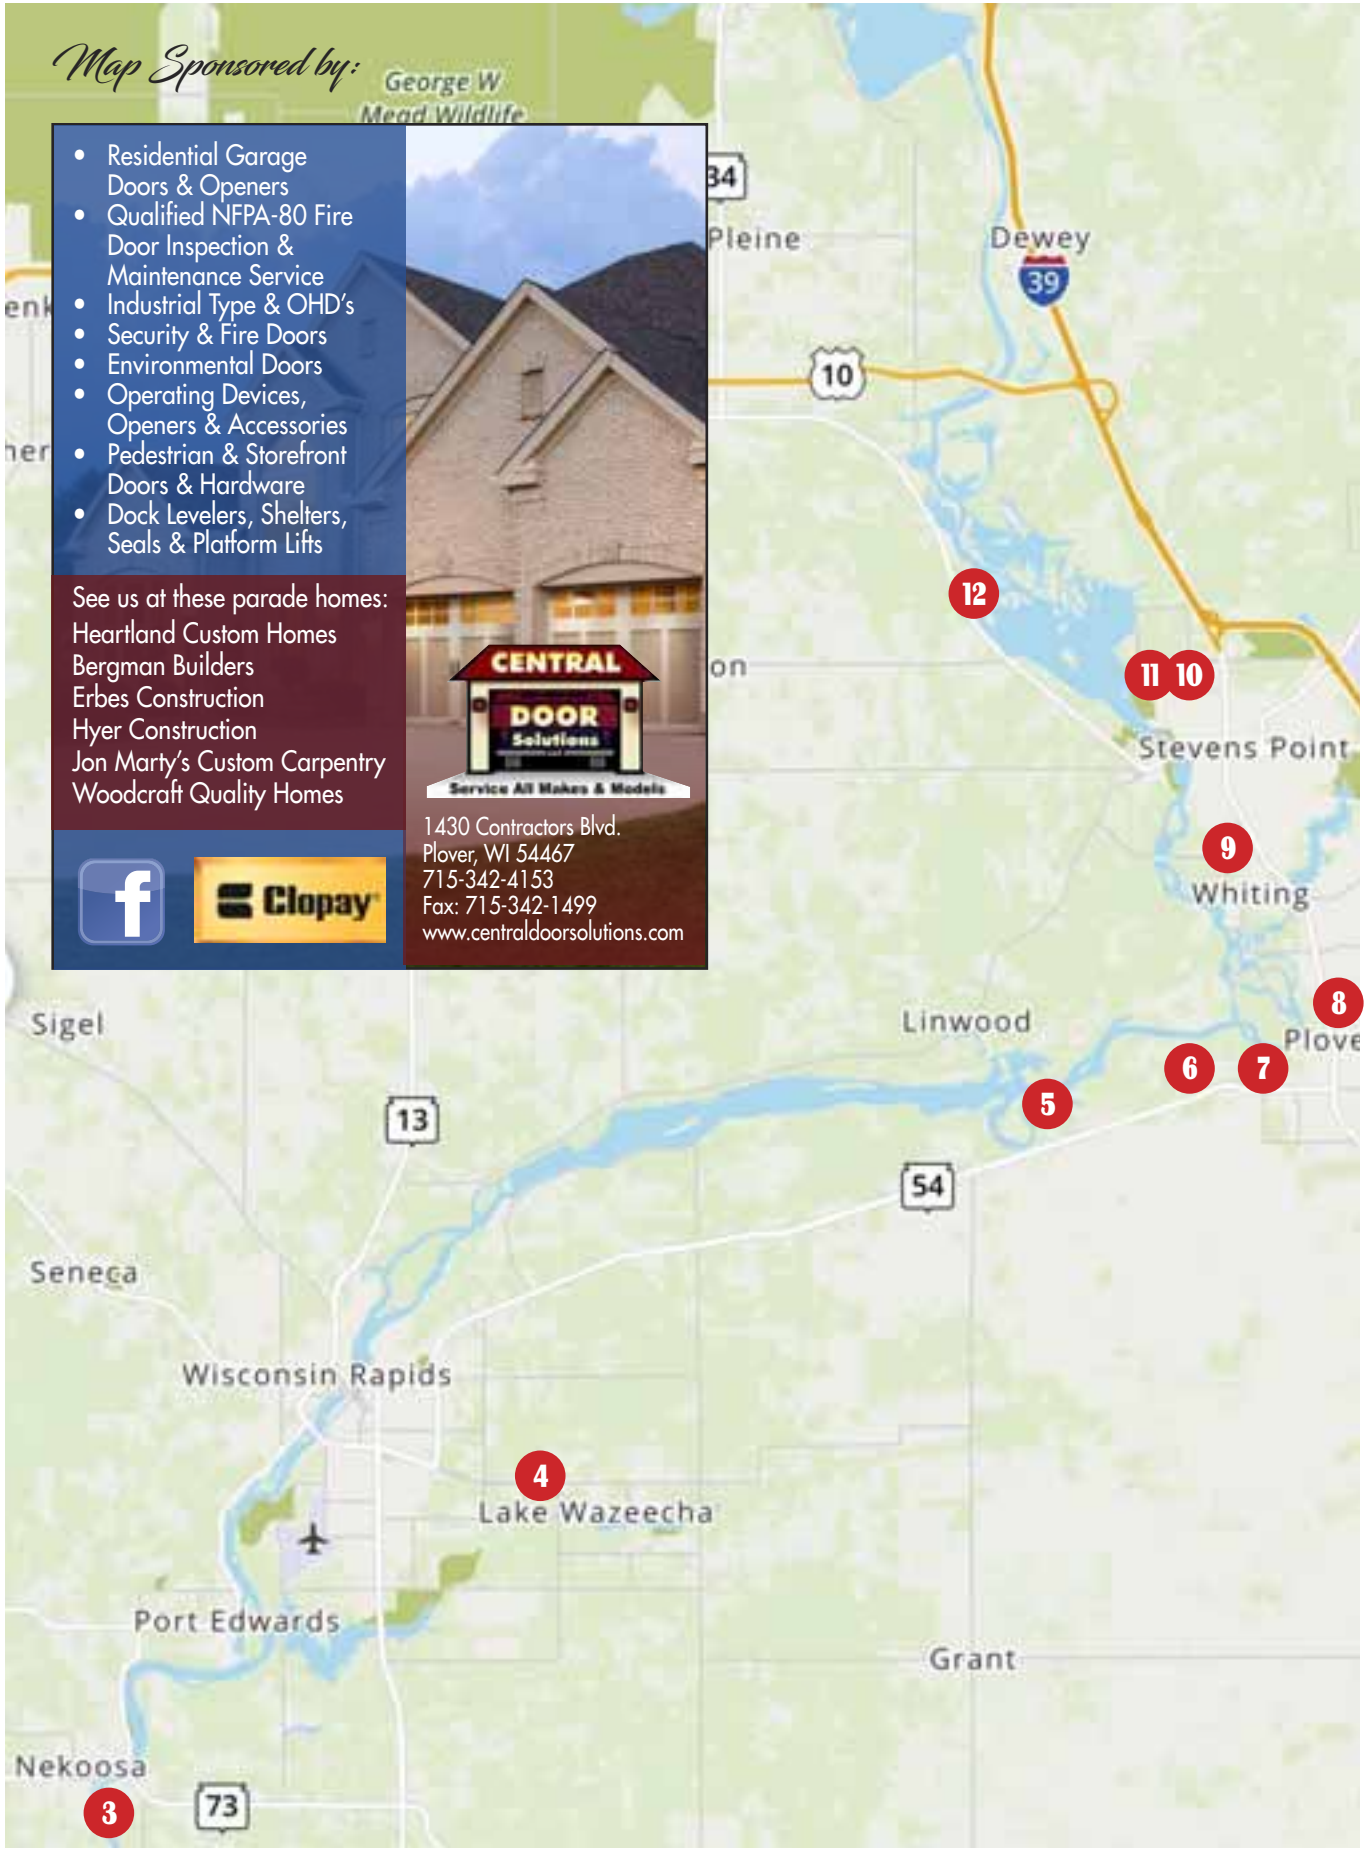 Map Sponsored by:
George W
Mead Wildlife
• Residential Garage
Doors & Openers
• Qualified NFPA-80 Fire
Door Inspection &
Maintenance Service
• Industrial Type & OHD's
• Security & Fire Doors
• Environmental Doors
• Operating Devices,
Openers & Accessories
• Pedestrian & Storefront
Doors & Hardware
• Dock Levelers, Shelters,
Seals & Platform Lifts
See us at these parade homes:
Heartland Custom Homes
Bergman Builders
Erbes Construction
Hyer Construction
Jon Marty's Custom Carpentry
Woodcraft Quality Homes
f
Clopay
CENTRAL
DOOR
Solutions
Service All Makes & Models
1430 Contractors Blvd.
Plover, WI 54467
715-342-4153
Fax: 715-342-1499
www.centraldoorsolutions.com
34
Pleine
Dewey
39
enk
10
her
12
on
11 10
Stevens Point
9
Whiting
8
Sigel
Linwood
Plove
6 7
5
13
54
Seneca
Wisconsin Rapids
4
Lake Wazeecha
Port Edwards
Grant
Nekoosa
3
73